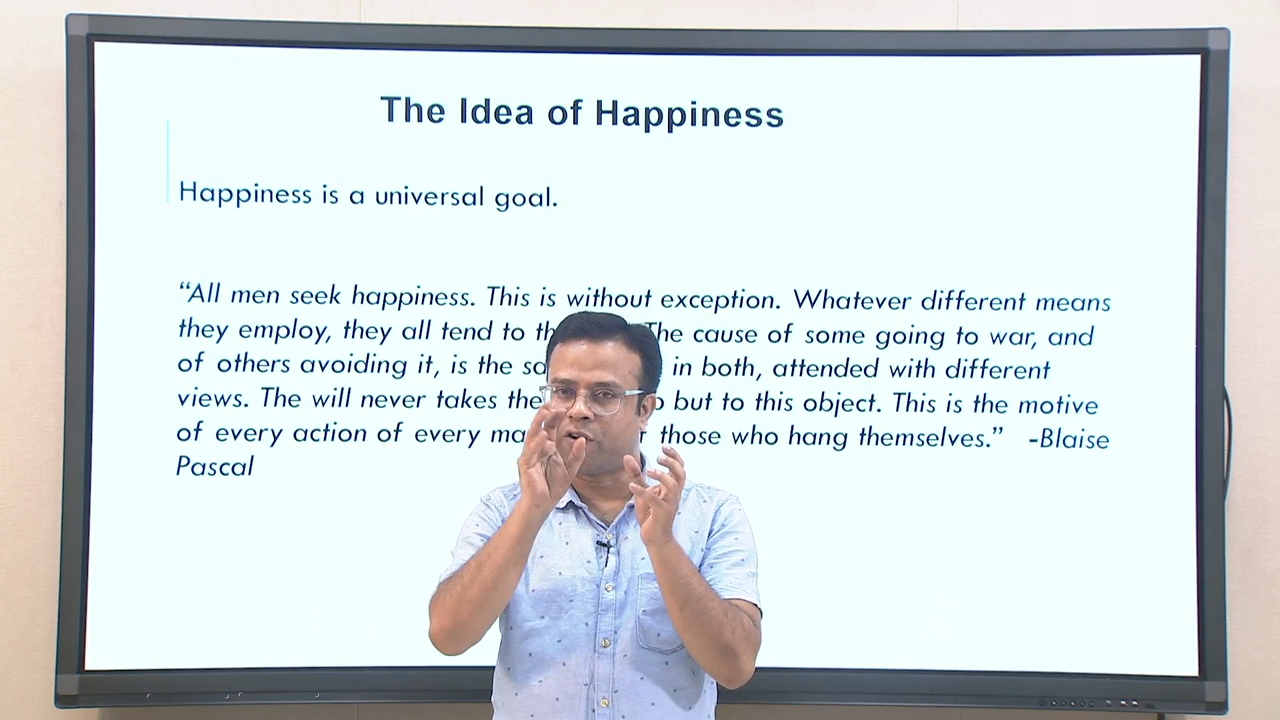 The Idea of Happiness
Happiness is a universal goal.
“All men seek happiness. This is without exception. Whatever different means
they employ, they all tend to The cause of some going to war, and
of others avoiding it, is the in both, attended with different
views. The will never takes the but to this object. This is the motive
of every action of every those who hang themselves.” -Blaise
Pascal